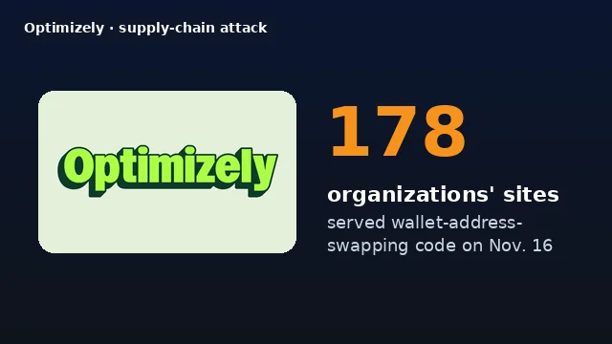 Optimizely · supply-chain attack
Optimizely
178
organizations' sites
served wallet-address-
swapping code on Nov. 16